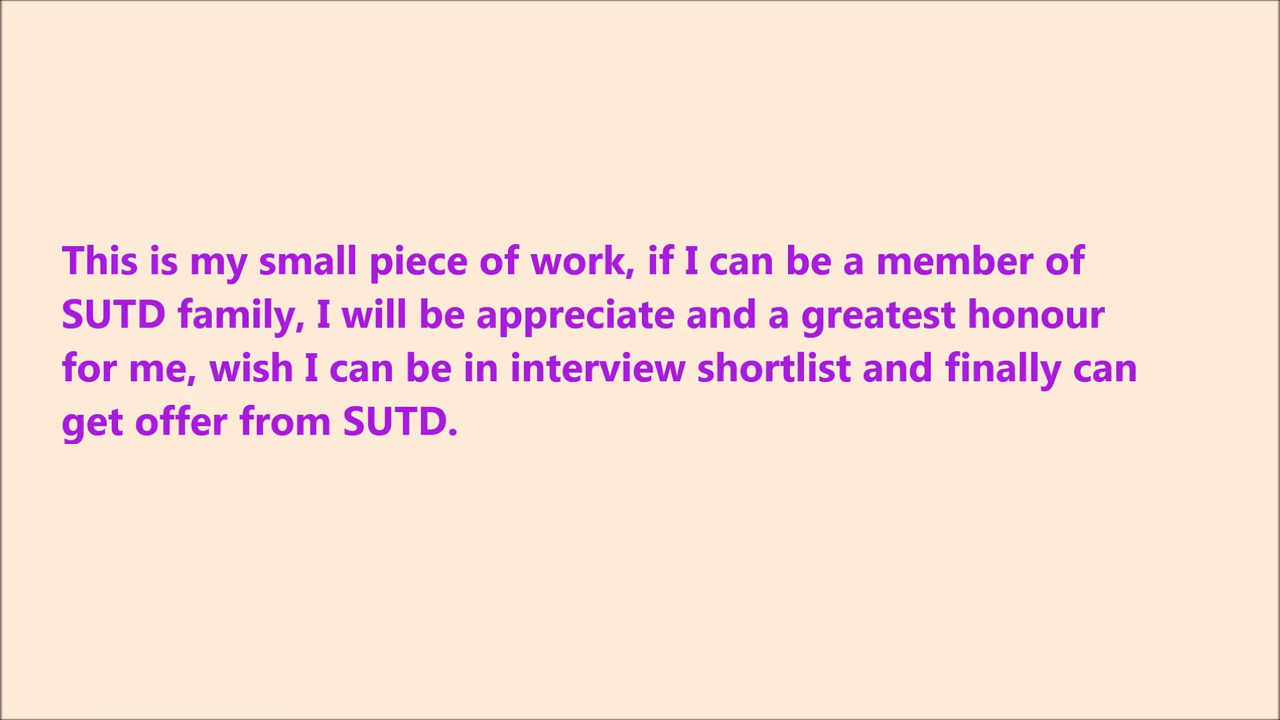 This is my small piece of work, if I can be a member of
SUTD family, I will be appreciate and a greatest honour
for me, wish I can be in interview shortlist and finally can
get offer from SUTD.